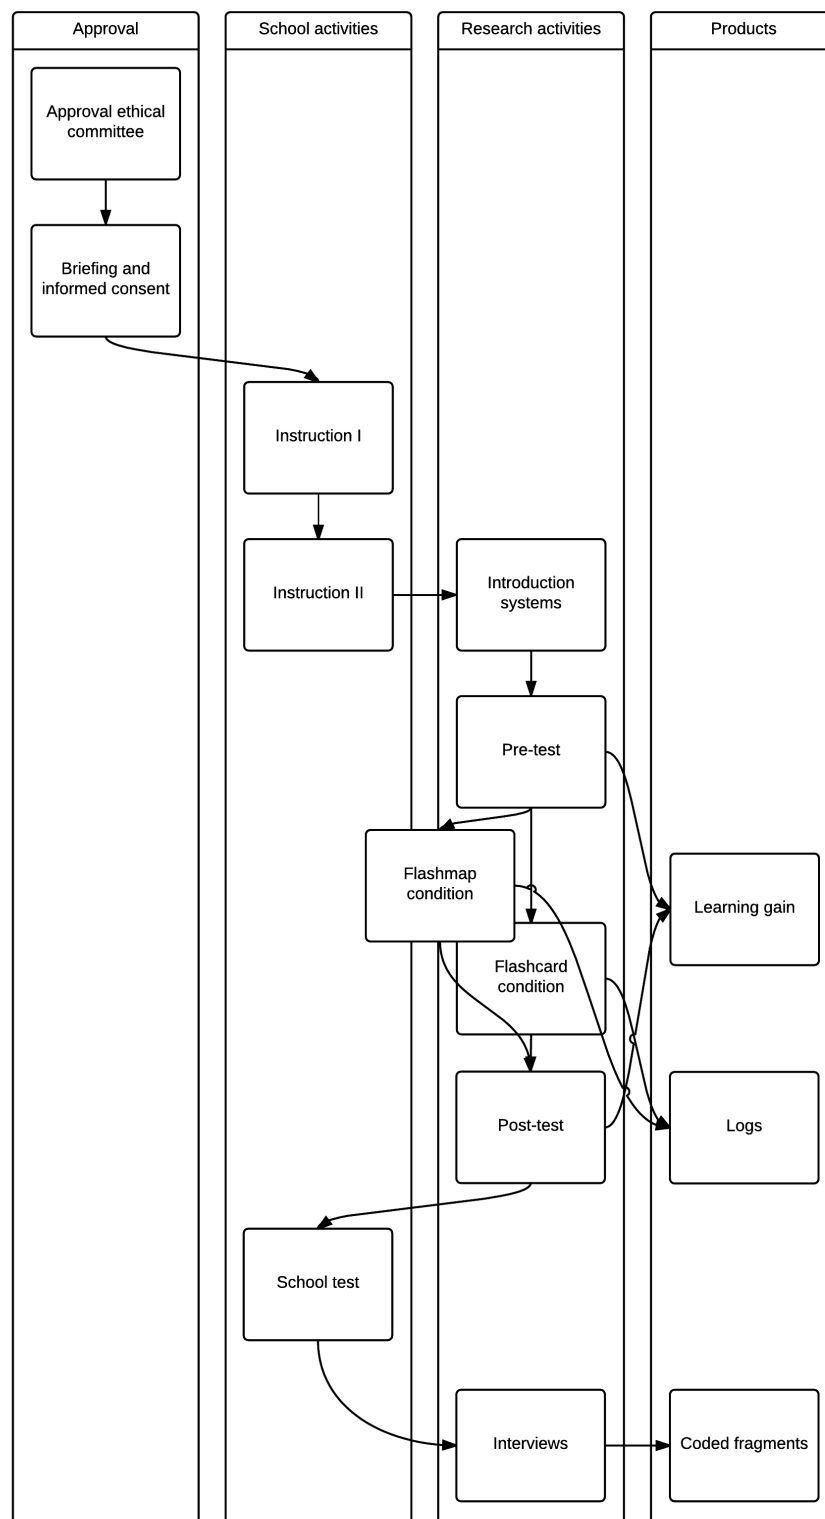 Approval
School activities
Research activities
Products
Approval ethical
committee
Briefing and
informed consent
Instruction I
Instruction II
Introduction
systems
Pre-test
Flashmap
condition
Learning gain
Flashcard
condition
Post-test
Logs
School test
Interviews
Coded fragments